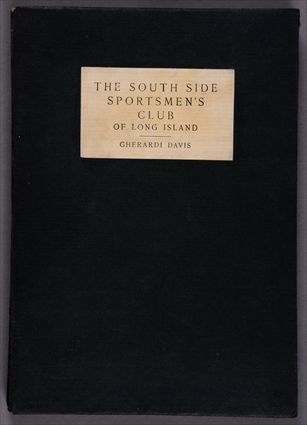 THE SOUTH SIDE
SPORTSMEN'S
CLUB
OF LONG ISLAND
GHERARDI DAVIS